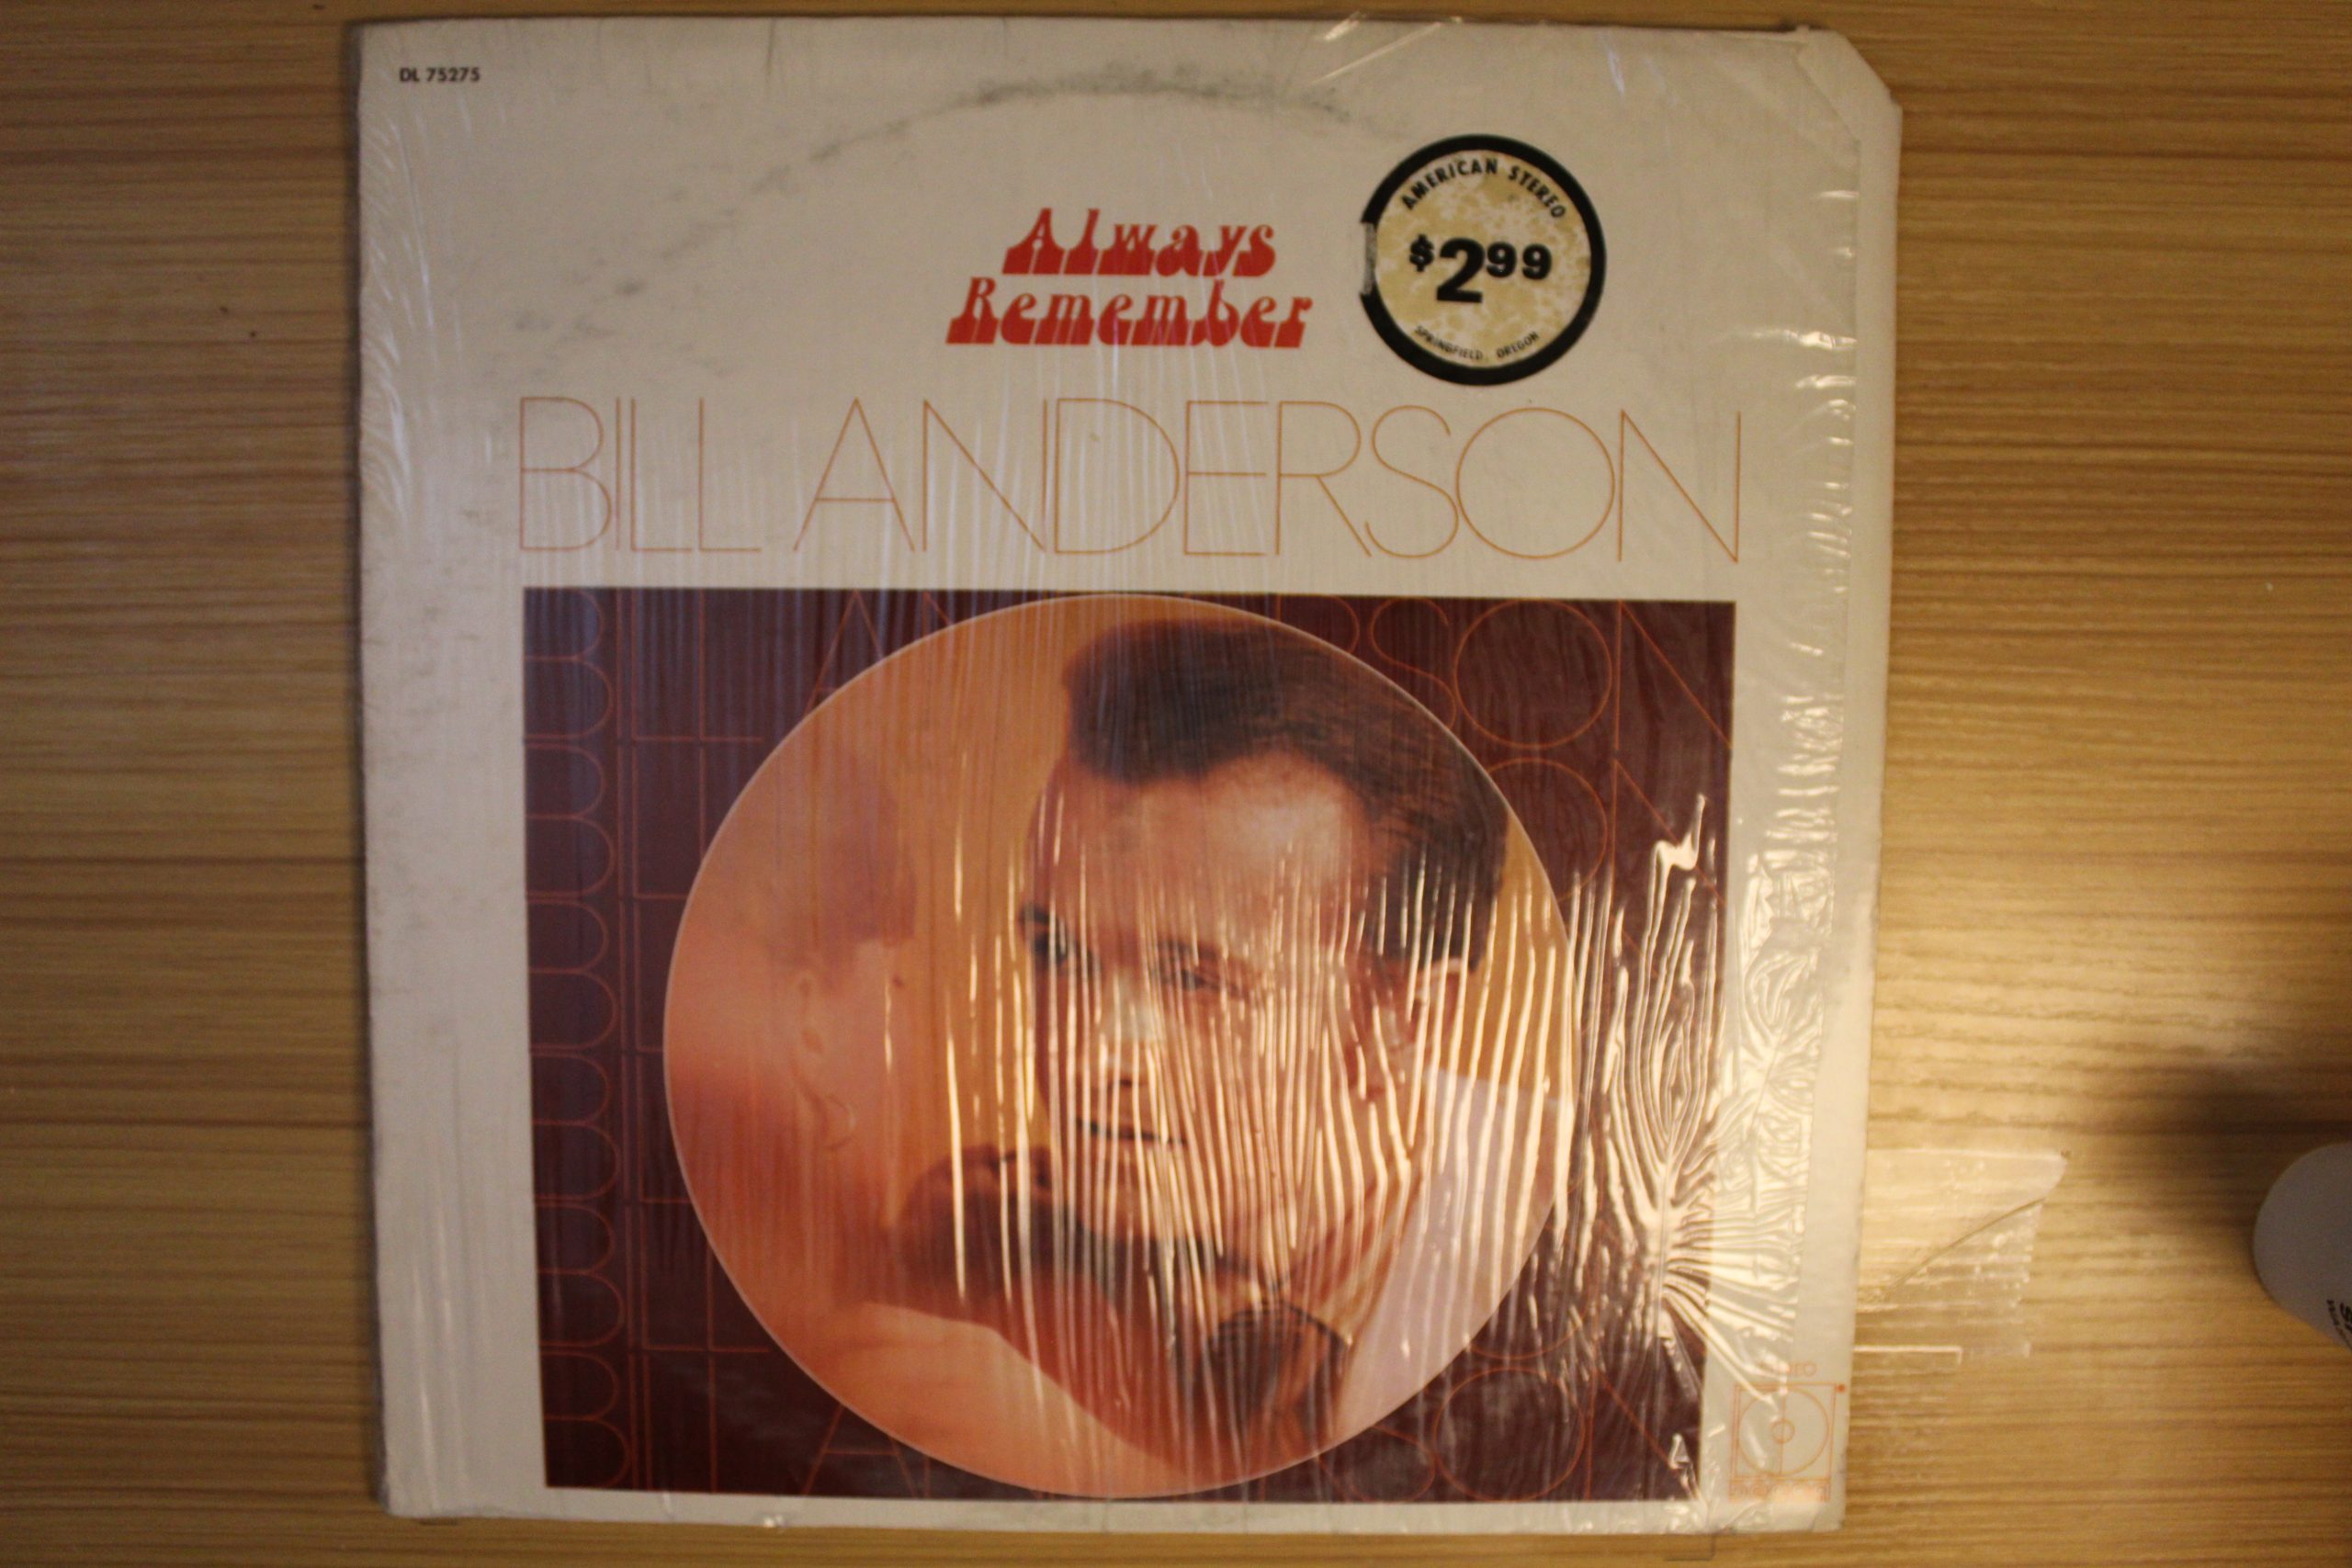 DL 75275
Always
Remember
AMERICAN STEREO
$2.99
SPRINGFIELD, OREGON
BILL ANDERSON